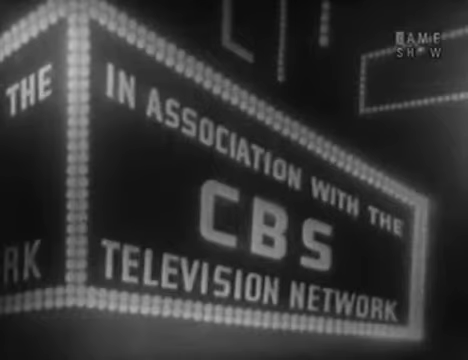 GAME
SHOW
THE
RK
IN ASSOCIATION WITH THE
CBS
TELEVISION NETWORK